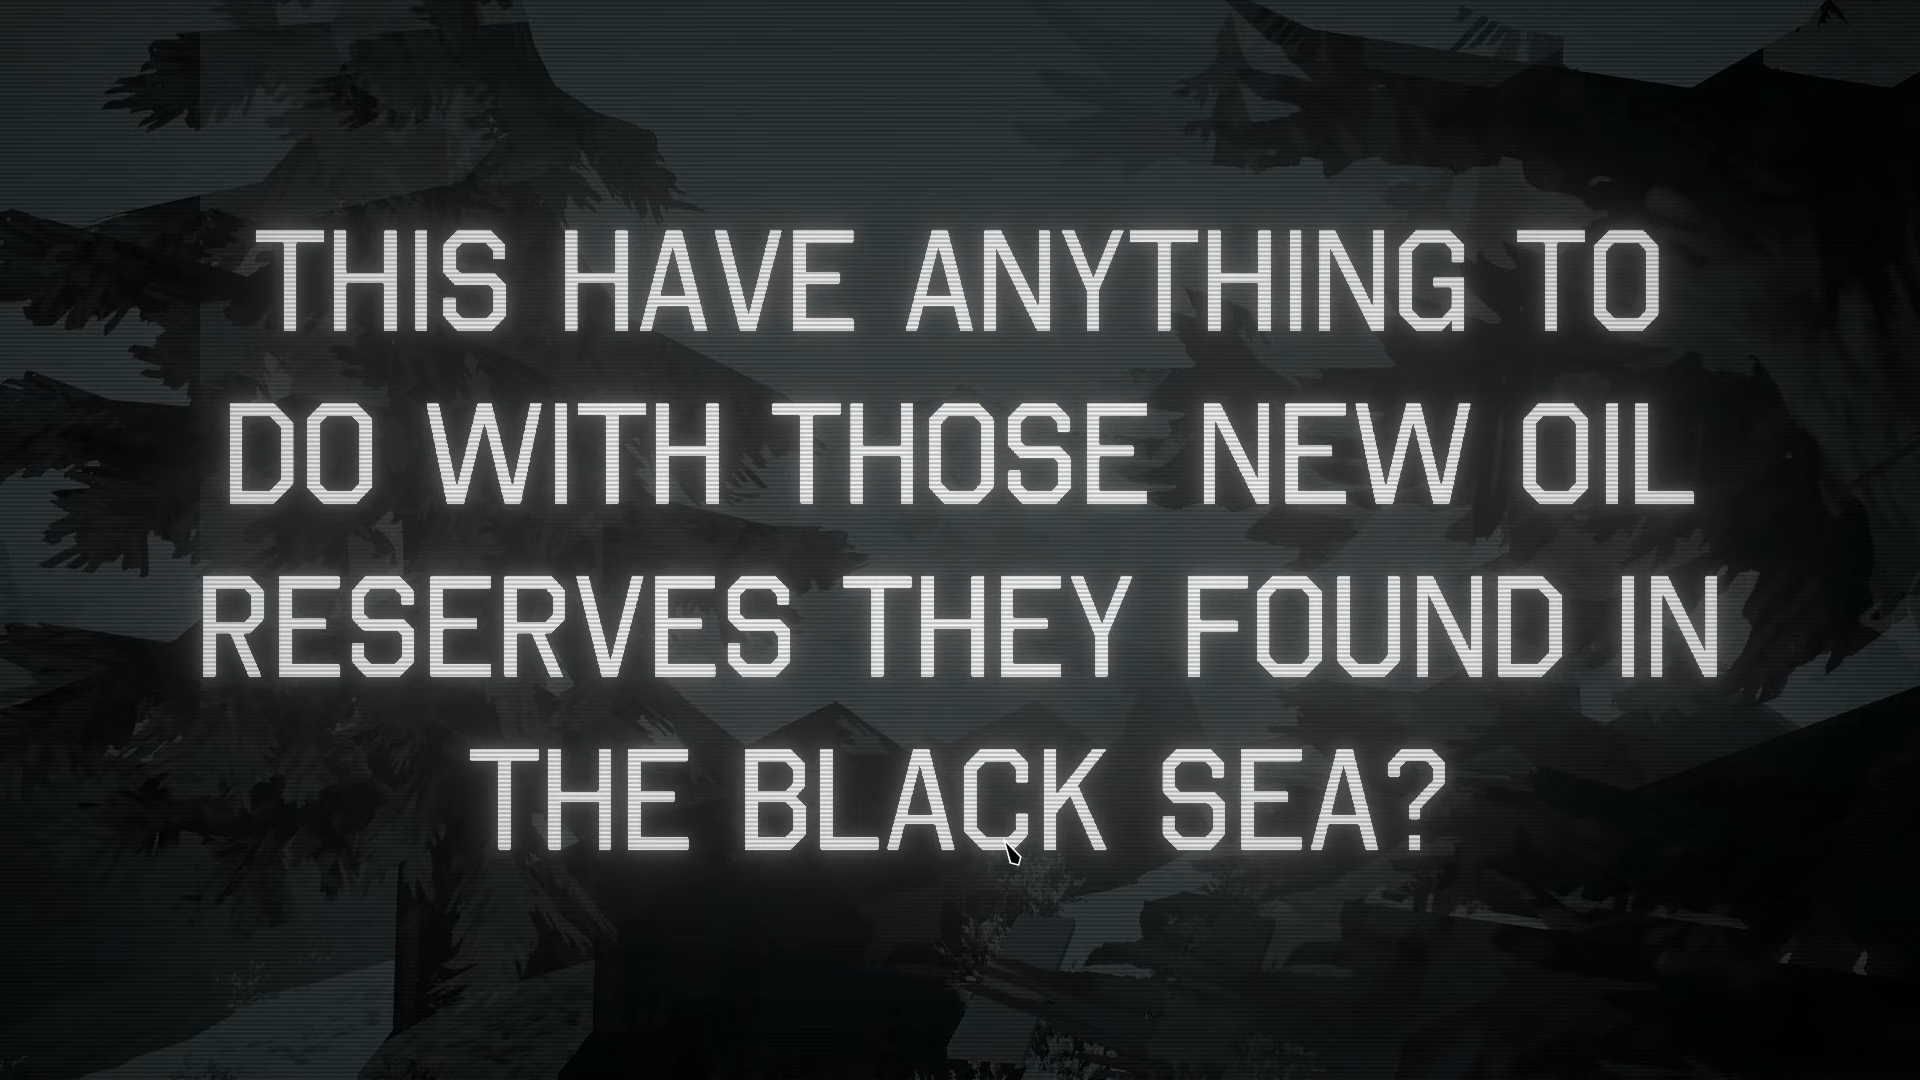 THIS HAVE ANYTHING TO
DO WITH THOSE NEW OIL
RESERVES THEY FOUND IN
THE BLACK SEA?